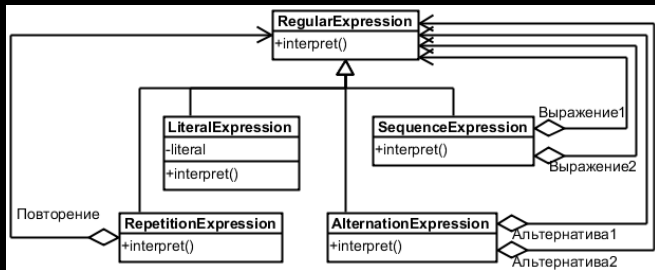 RegularExpression
+interpret()
LiteralExpression
-literal
+interpret()
SequenceExpression
+interpret()
Выражение1
Выражение2
Повторение
RepetitionExpression
+interpret()
AlternationExpression
+interpret()
Альтернатива1
Альтернатива2